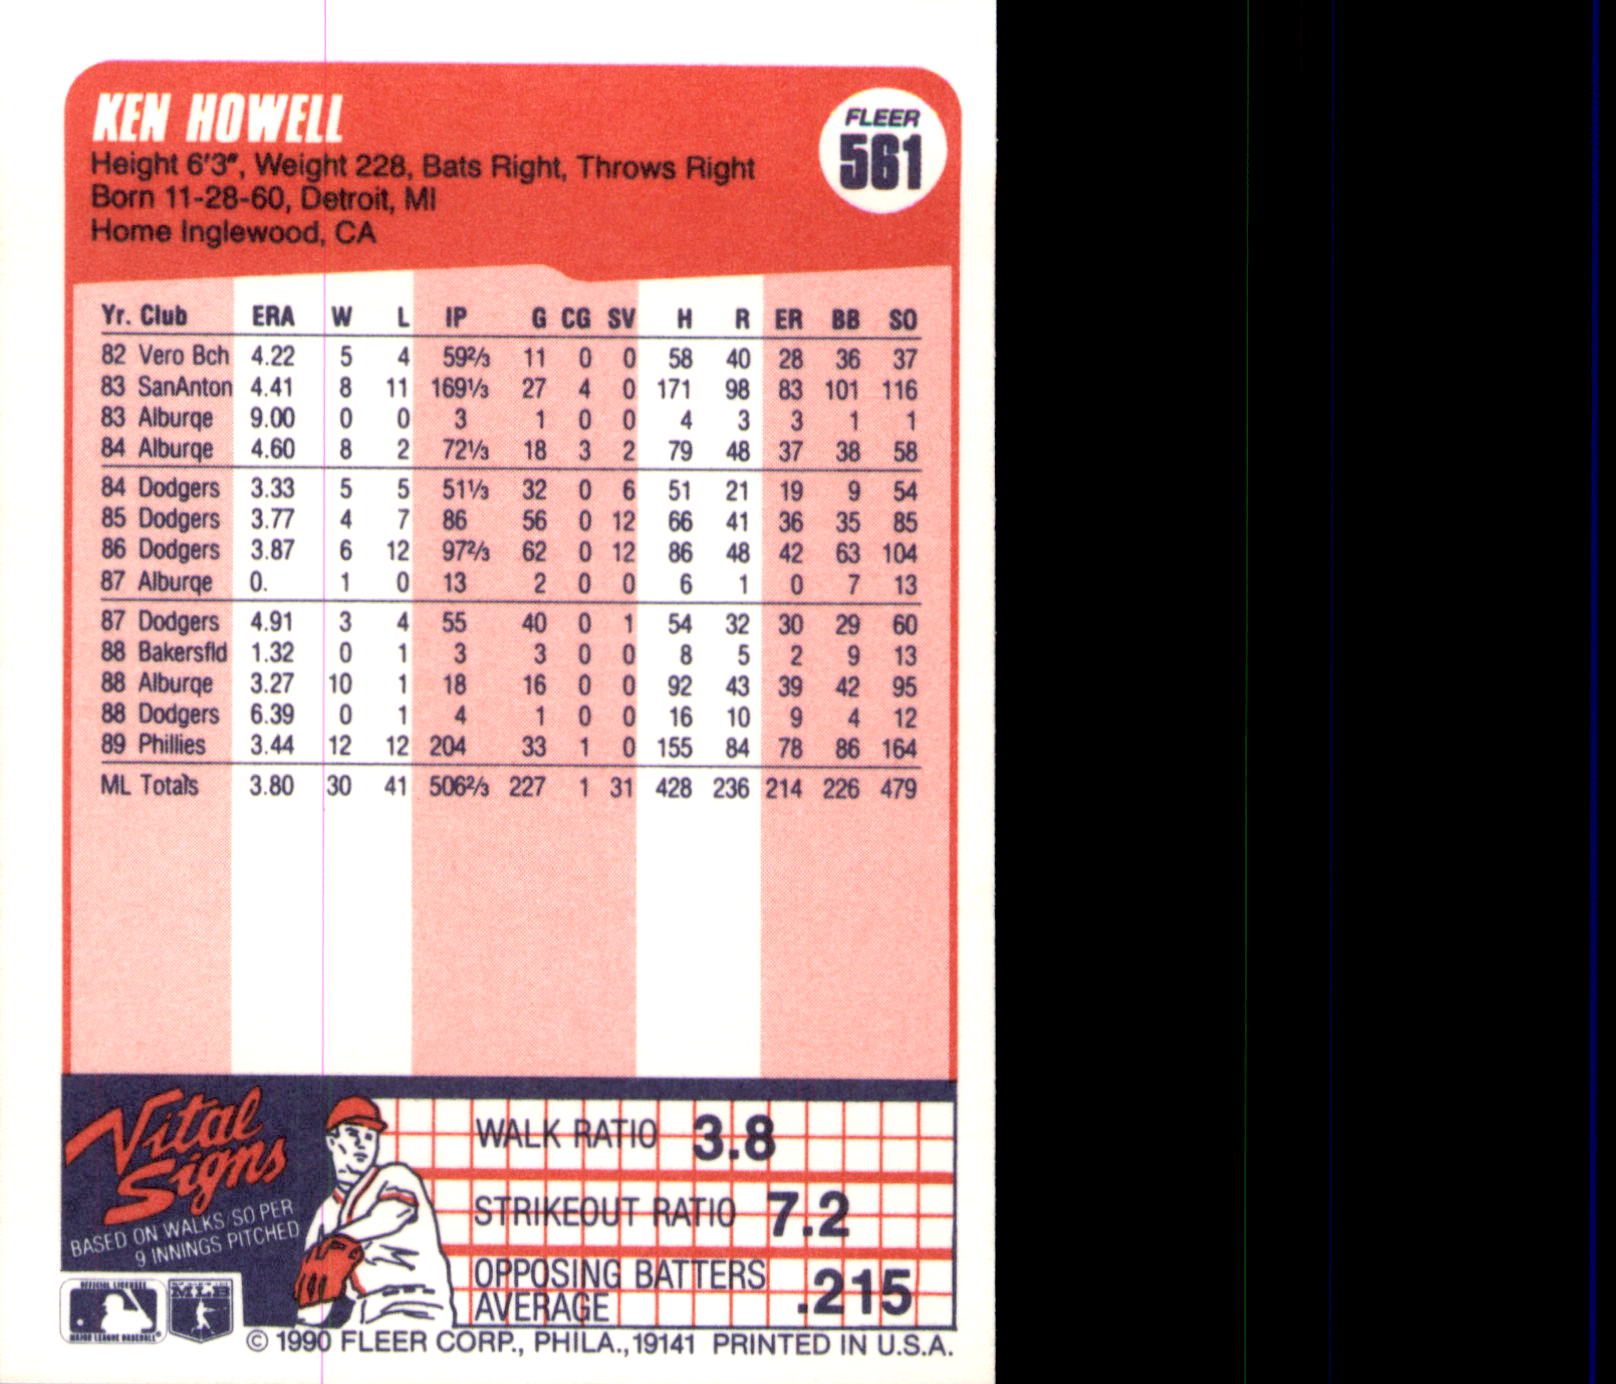 KEN HOWELL
FLEER
561
Height 6'3", Weight 228, Bats Right, Throws Right
Born 11-28-60, Detroit, MI
Home Inglewood, CA
Yr. Club ERA W L IP G CG SV H R ER BB SO
82 Vero Bch 4.22 5 4 59⅔ 11 0 0 58 40 28 36 37
83 SanAnton 4.41 8 11 169⅓ 27 4 0 171 98 83 101 116
83 Alburqe 9.00 0 0 3 1 0 0 4 3 3 1 1
84 Alburqe 4.60 8 2 72⅓ 18 3 2 79 48 37 38 58
84 Dodgers 3.33 5 5 51⅓ 32 0 6 51 21 19 9 54
85 Dodgers 3.77 4 7 86 56 0 12 66 41 36 35 85
86 Dodgers 3.87 6 12 97⅔ 62 0 12 86 48 42 63 104
87 Alburqe 0. 1 0 13 2 0 0 6 1 0 7 13
87 Dodgers 4.91 3 4 55 40 0 1 54 32 30 29 60
88 Bakersfld 1.32 0 1 3 3 0 0 8 5 2 9 13
88 Alburqe 3.27 10 1 18 16 0 0 92 43 39 42 95
88 Dodgers 6.39 0 1 4 1 0 0 16 10 9 4 12
89 Phillies 3.44 12 12 204 33 1 0 155 84 78 86 164
ML Totals 3.80 30 41 506⅔ 227 1 31 428 236 214 226 479
Vital
Signs
BASED ON WALKS/SO PER
9 INNINGS PITCHED
WALK RATIO 3.8
STRIKEOUT RATIO 7.2
OPPOSING BATTERS
AVERAGE .215
OFFICIAL LICENSEE
MAJOR LEAGUE BASEBALL
MLB
© 1990 FLEER CORP., PHILA., 19141 PRINTED IN U.S.A.